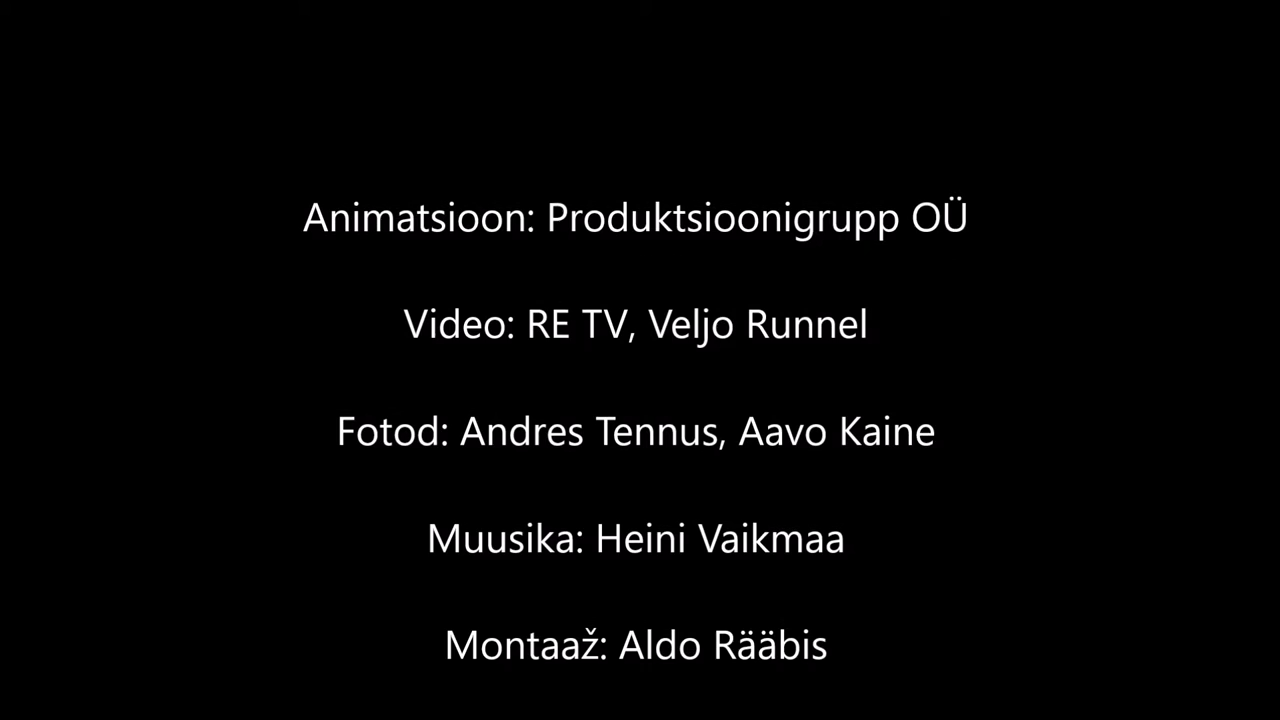 Animatsioon: Produktsioonigrupp OÜ
Video: RE TV, Veljo Runnel
Fotod: Andres Tennus, Aavo Kaine
Muusika: Heini Vaikmaa
Montaaž: Aldo Rääbis